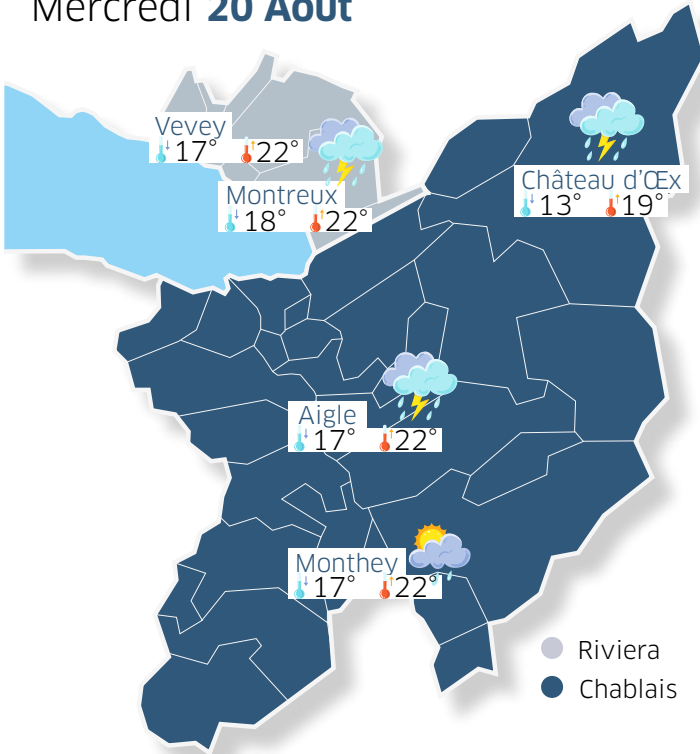 Mercredi 20 Août
Vevey
17° 22°
Montreux
18° 22°
Château d'Œx
13° 19°
Aigle
17° 22°
Monthey
17° 22°
Riviera
Chablais